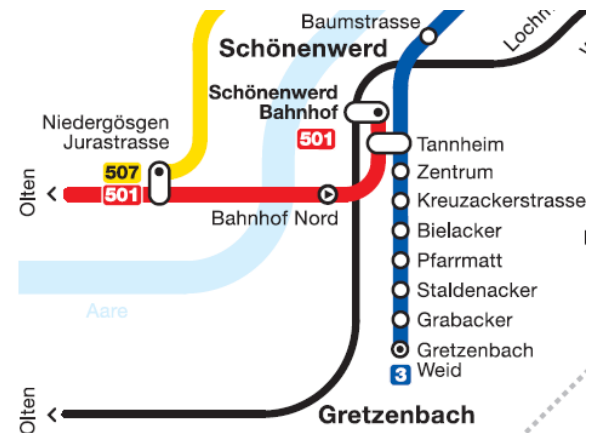 Baumstrasse
Lochm
Schönenwerd
Schönenwerd
Bahnhof
501
Niedergösgen
Jurastrasse
507
501
Olten
Bahnhof Nord
Tannheim
Zentrum
Kreuzackerstrasse
Bielacker
Pfarrmatt
Staldenacker
Grabacker
Gretzenbach
Weid
3
Aare
Olten
Gretzenbach